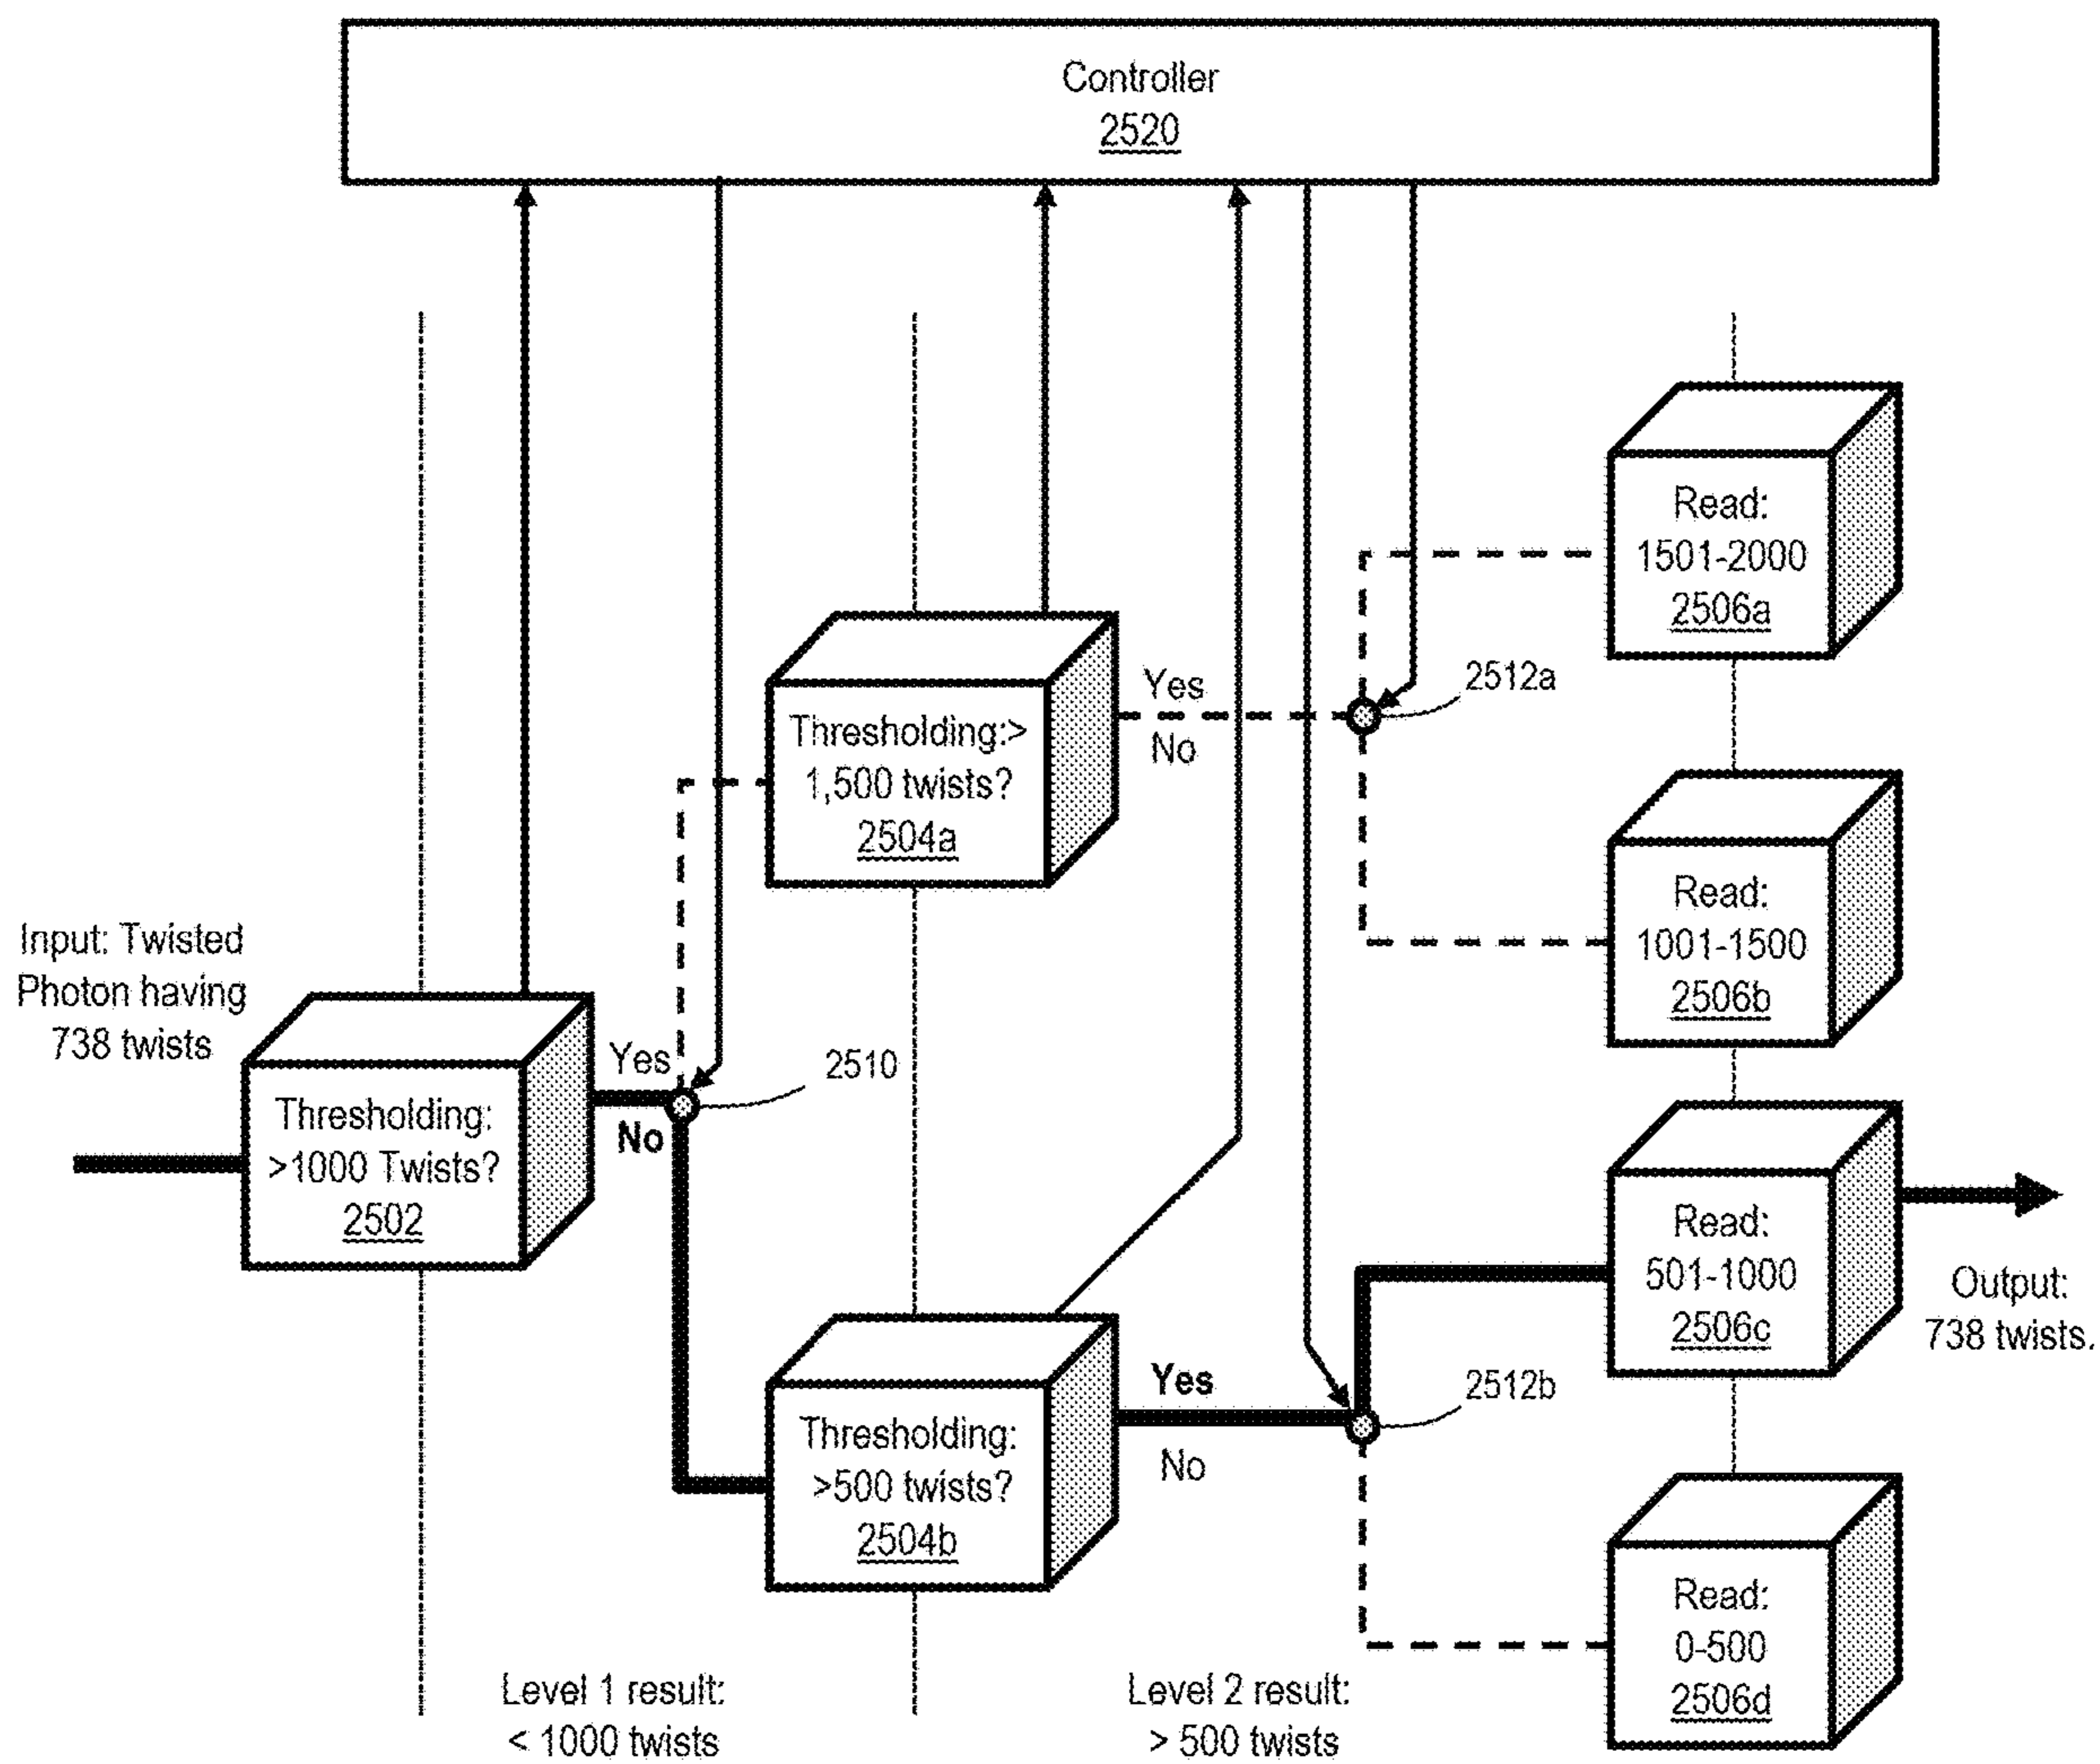 Controller
2520
Read:
1501-2000
2506a
Yes
No
2512a
Thresholding:>
1,500 twists?
2504a
Read:
1001-1500
2506b
Input: Twisted
Photon having
738 twists
Yes
No
2510
Thresholding:
>1000 Twists?
2502
Read:
501-1000
2506c
Output:
738 twists.
Yes
No
2512b
Thresholding:
>500 twists?
2504b
Read:
0-500
2506d
Level 1 result:
< 1000 twists
Level 2 result:
> 500 twists